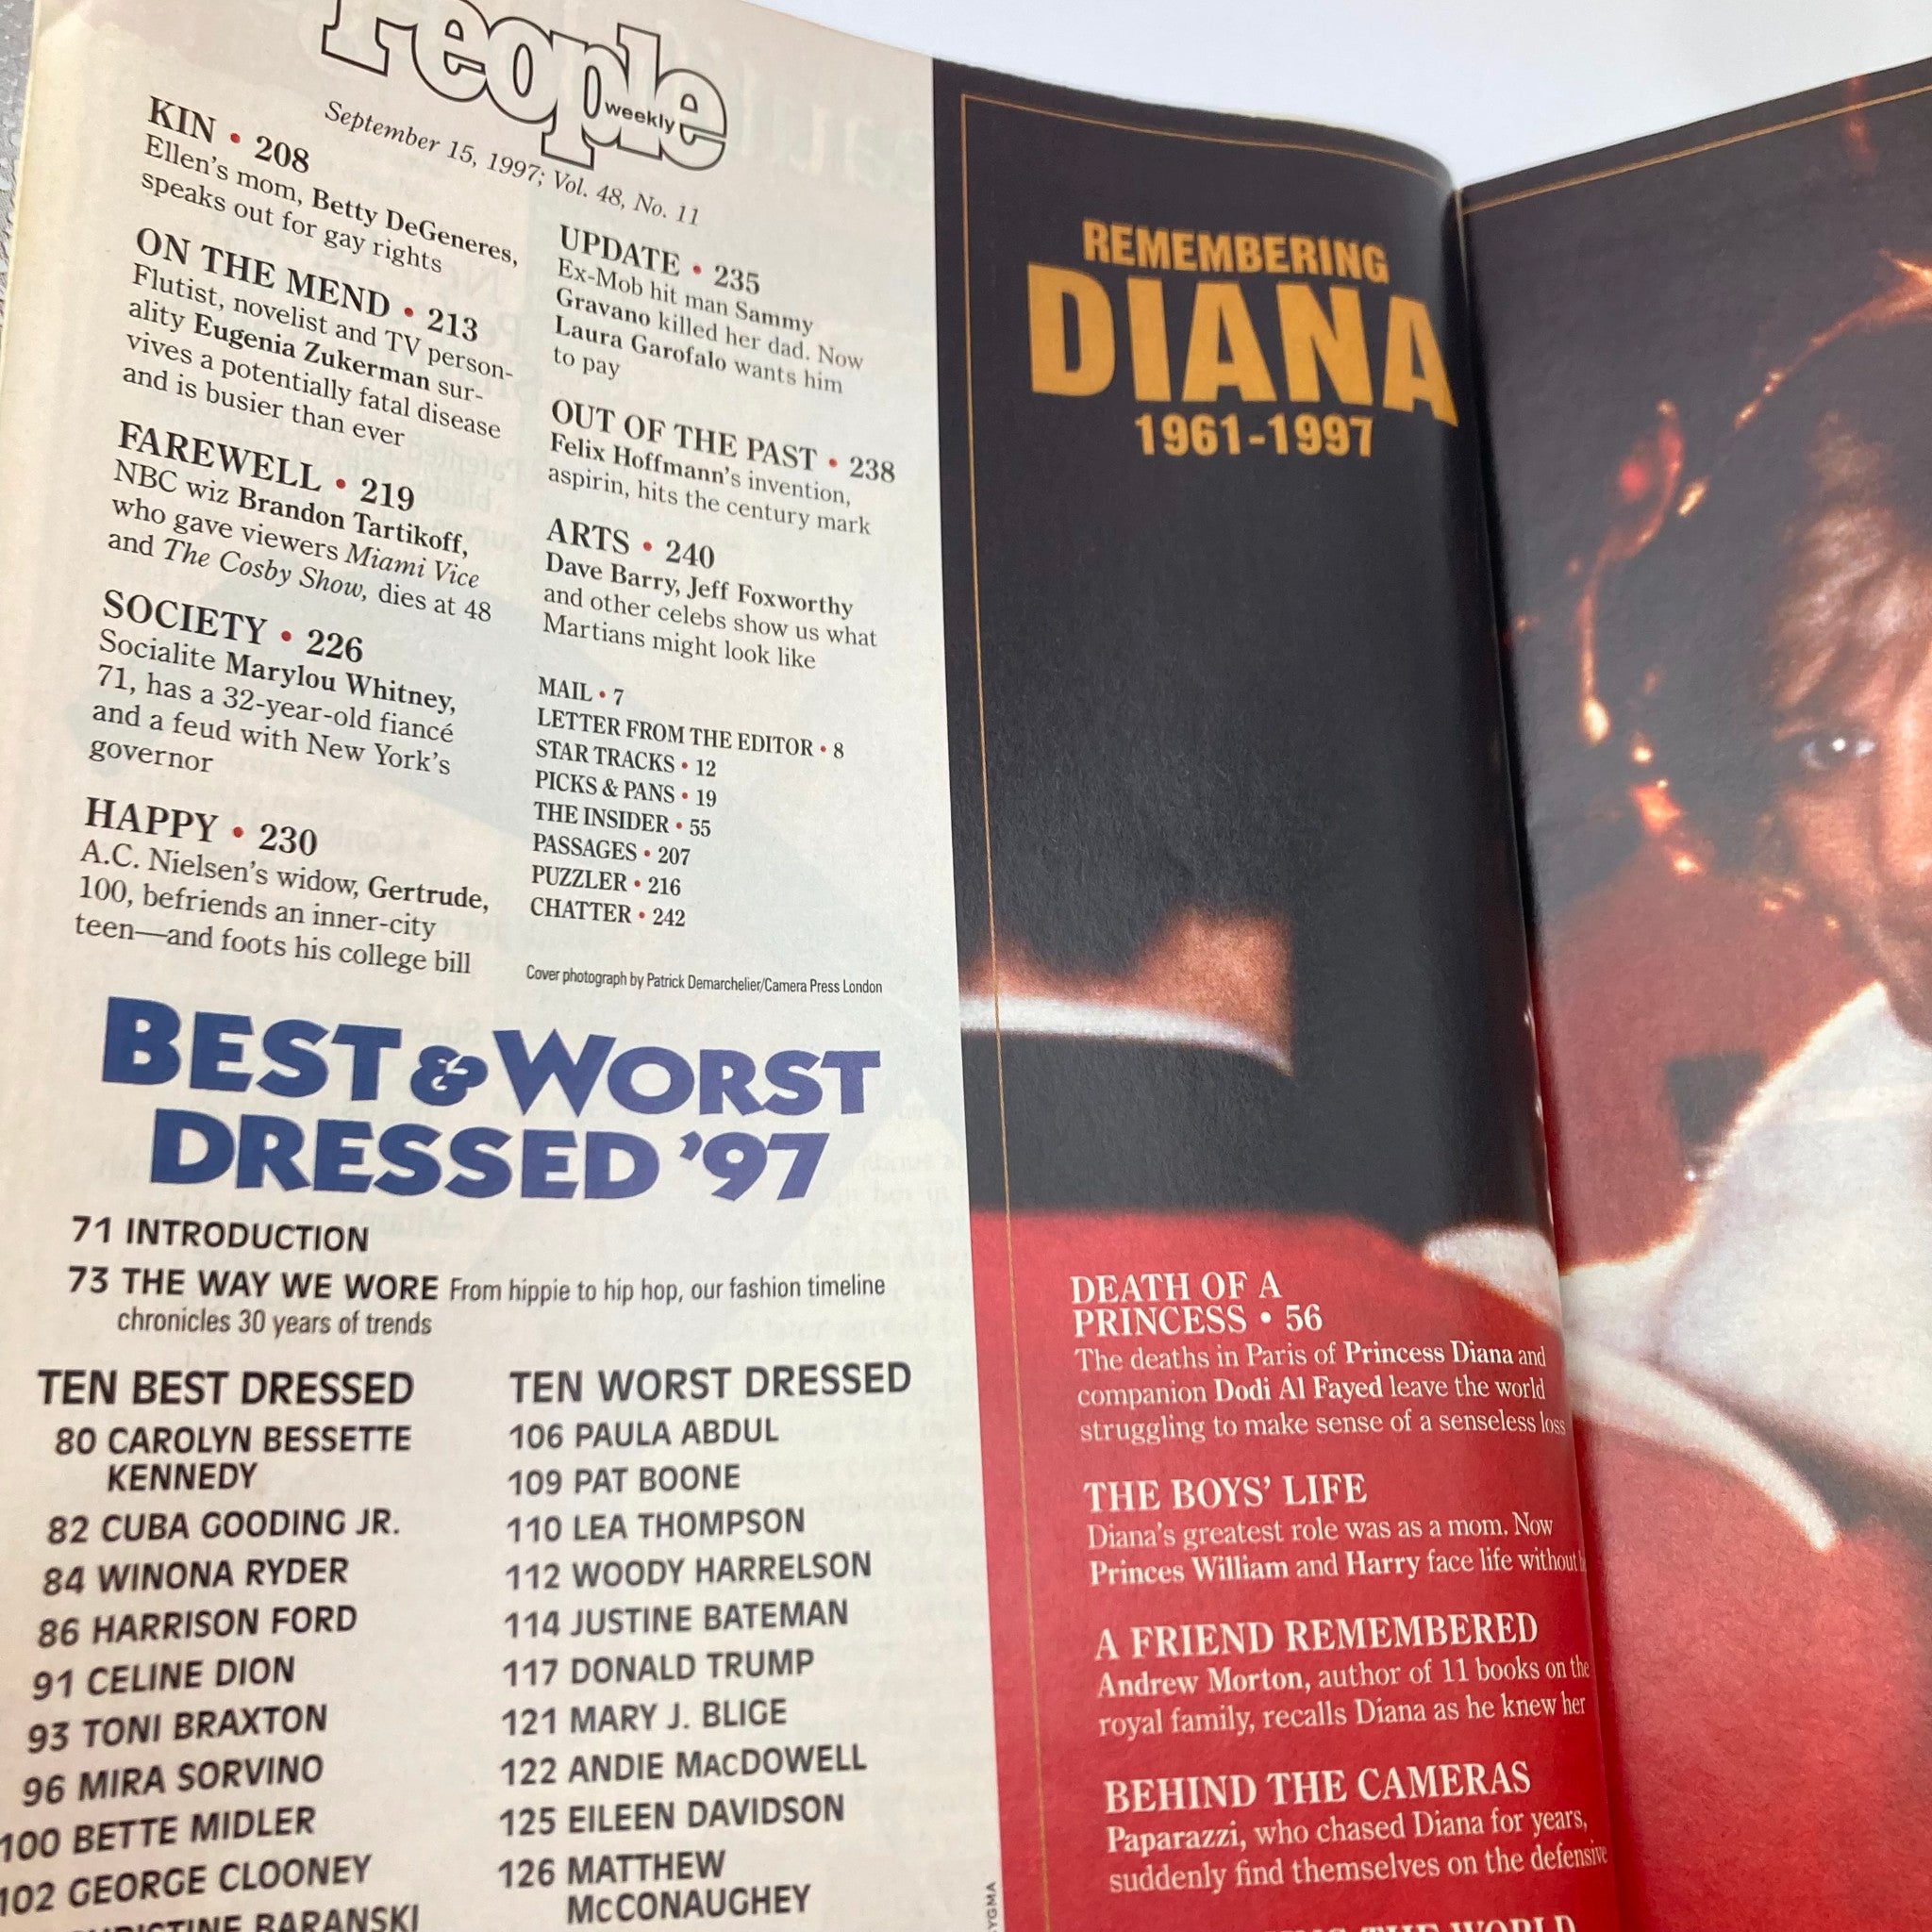 People
weekly
September 15, 1997; Vol. 48, No. 11
KIN • 208
Ellen's mom, Betty DeGeneres,
speaks out for gay rights
ON THE MEND • 213
Flutist, novelist and TV person-
ality Eugenia Zukerman sur-
vives a potentially fatal disease
and is busier than ever
FAREWELL • 219
NBC wiz Brandon Tartikoff,
who gave viewers Miami Vice
and The Cosby Show, dies at 48
SOCIETY • 226
Socialite Marylou Whitney,
71, has a 32-year-old fiancé
and a feud with New York's
governor
HAPPY • 230
A.C. Nielsen's widow, Gertrude,
100, befriends an inner-city
teen—and foots his college bill
UPDATE • 235
Ex-Mob hit man Sammy
Gravano killed her dad. Now
Laura Garofalo wants him
to pay
OUT OF THE PAST • 238
Felix Hoffmann's invention,
aspirin, hits the century mark
ARTS • 240
Dave Barry, Jeff Foxworthy
and other celebs show us what
Martians might look like
MAIL • 7
LETTER FROM THE EDITOR • 8
STAR TRACKS • 12
PICKS & PANS • 19
THE INSIDER • 55
PASSAGES • 207
PUZZLER • 216
CHATTER • 242
Cover photograph by Patrick Demarchelier/Camera Press London
BEST & WORST
DRESSED '97
71 INTRODUCTION
73 THE WAY WE WORE From hippie to hip hop, our fashion timeline
chronicles 30 years of trends
TEN BEST DRESSED
80 CAROLYN BESSETTE
KENNEDY
82 CUBA GOODING JR.
84 WINONA RYDER
86 HARRISON FORD
91 CELINE DION
93 TONI BRAXTON
96 MIRA SORVINO
100 BETTE MIDLER
102 GEORGE CLOONEY
CHRISTINE BARANSKI
TEN WORST DRESSED
106 PAULA ABDUL
109 PAT BOONE
110 LEA THOMPSON
112 WOODY HARRELSON
114 JUSTINE BATEMAN
117 DONALD TRUMP
121 MARY J. BLIGE
122 ANDIE MACDOWELL
125 EILEEN DAVIDSON
126 MATTHEW
MCCONAUGHEY
REMEMBERING
DIANA
1961-1997
DEATH OF A
PRINCESS • 56
The deaths in Paris of Princess Diana and
companion Dodi Al Fayed leave the world
struggling to make sense of a senseless loss
THE BOYS' LIFE
Diana's greatest role was as a mom. Now
Princes William and Harry face life without
A FRIEND REMEMBERED
Andrew Morton, author of 11 books on the
royal family, recalls Diana as he knew her
BEHIND THE CAMERAS
Paparazzi, who chased Diana for years,
suddenly find themselves on the defensive
THE WORLD